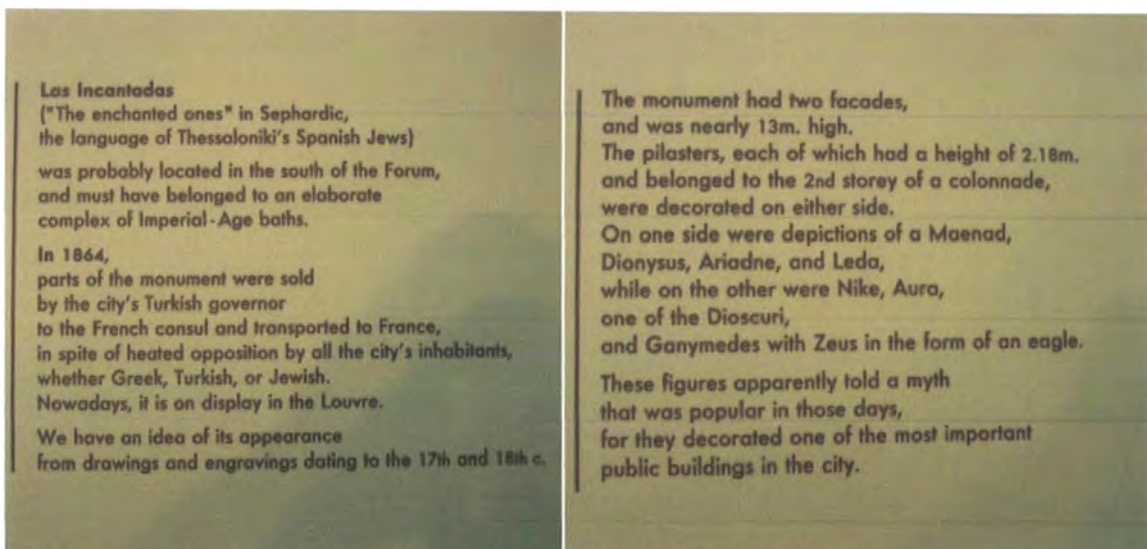 Las Incantadas
("The enchanted ones" in Sephardic,
the language of Thessaloniki's Spanish Jews)
was probably located in the south of the Forum,
and must have belonged to an elaborate
complex of Imperial-Age baths.
In 1864,
parts of the monument were sold
by the city's Turkish governor
to the French consul and transported to France,
in spite of heated opposition by all the city's inhabitants,
whether Greek, Turkish, or Jewish.
Nowadays, it is on display in the Louvre.
We have an idea of its appearance
from drawings and engravings dating to the 17th and 18th c.
The monument had two facades,
and was nearly 13m. high.
The pilasters, each of which had a height of 2.18m.
and belonged to the 2nd storey of a colonnade,
were decorated on either side.
On one side were depictions of a Maenad,
Dionysus, Ariadne, and Leda,
while on the other were Nike, Aura,
one of the Dioscuri,
and Ganymedes with Zeus in the form of an eagle.
These figures apparently told a myth
that was popular in those days,
for they decorated one of the most important
public buildings in the city.